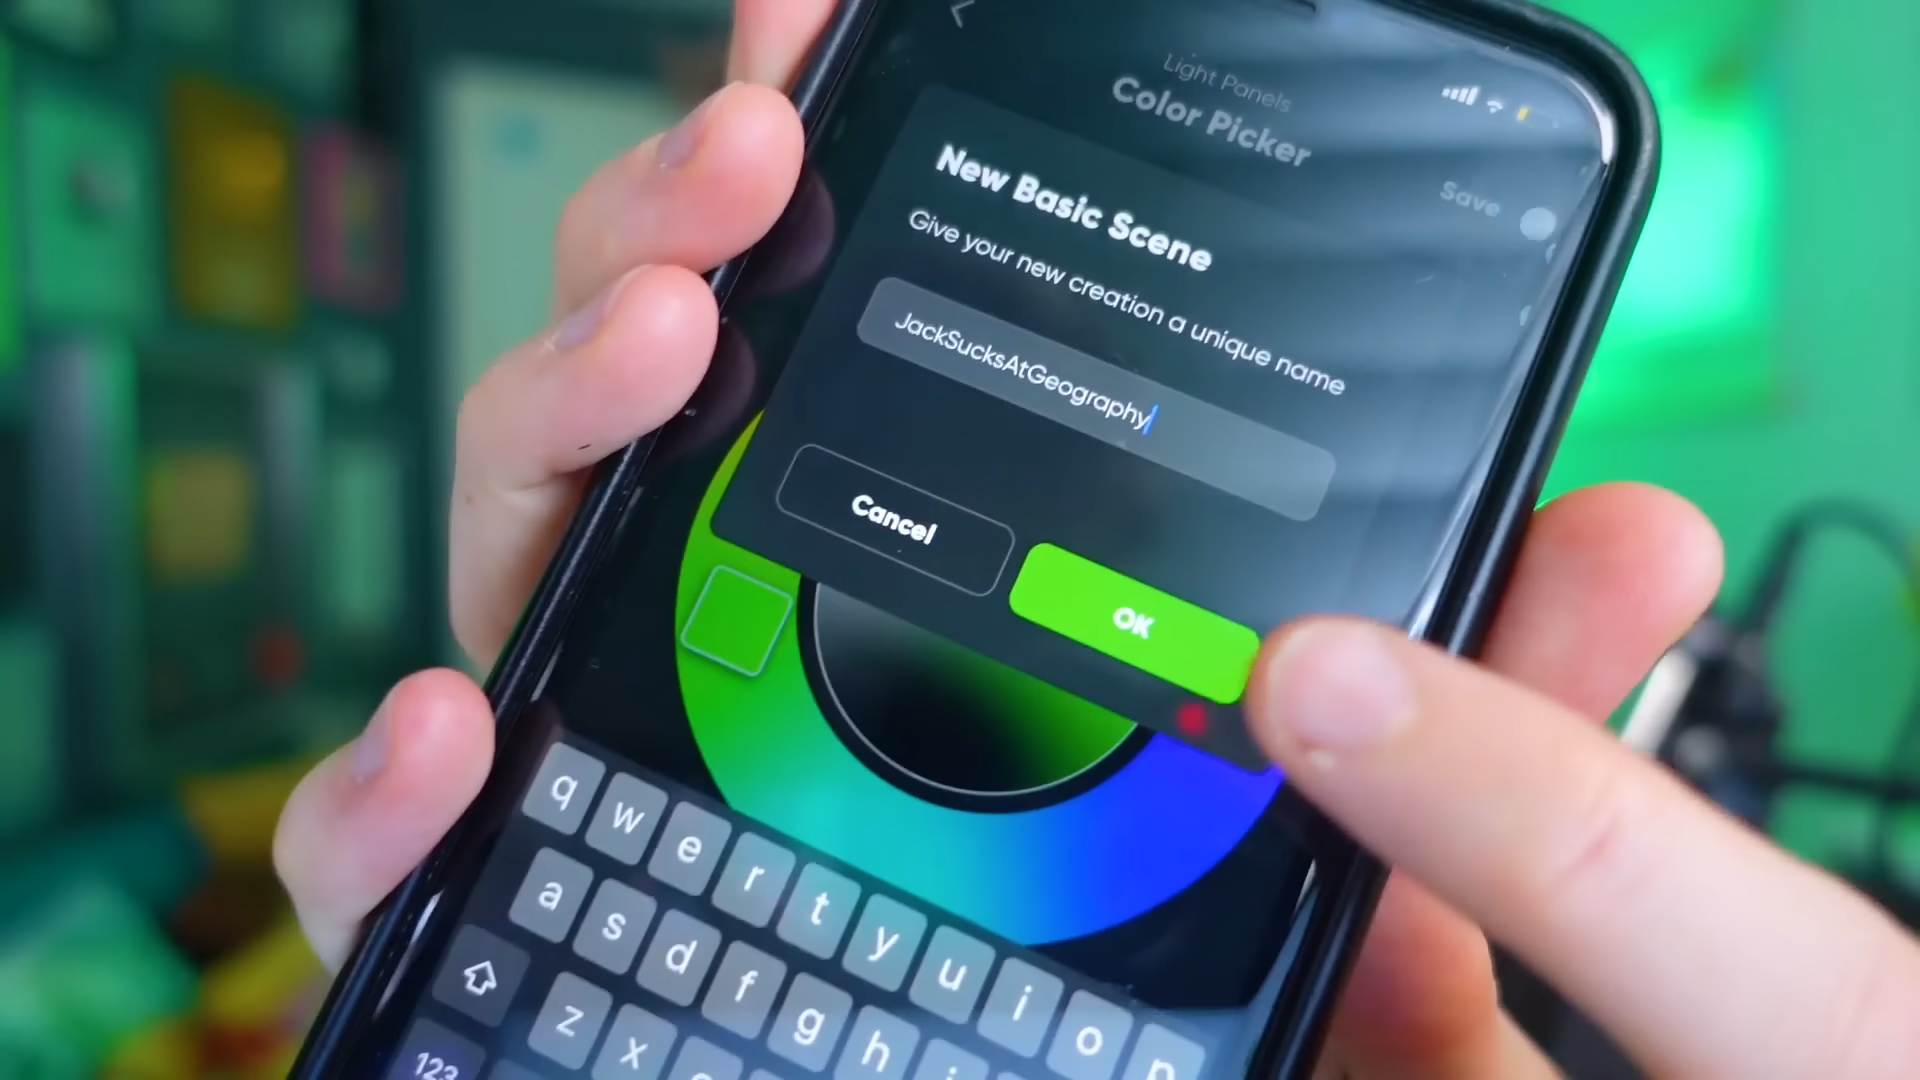 Light Panels
Color Picker
Save
New Basic Scene
Give your new creation a unique name
JackSucksAtGeography
Cancel
OK
q w e r t y u i o p
a s d f g h
z x
123